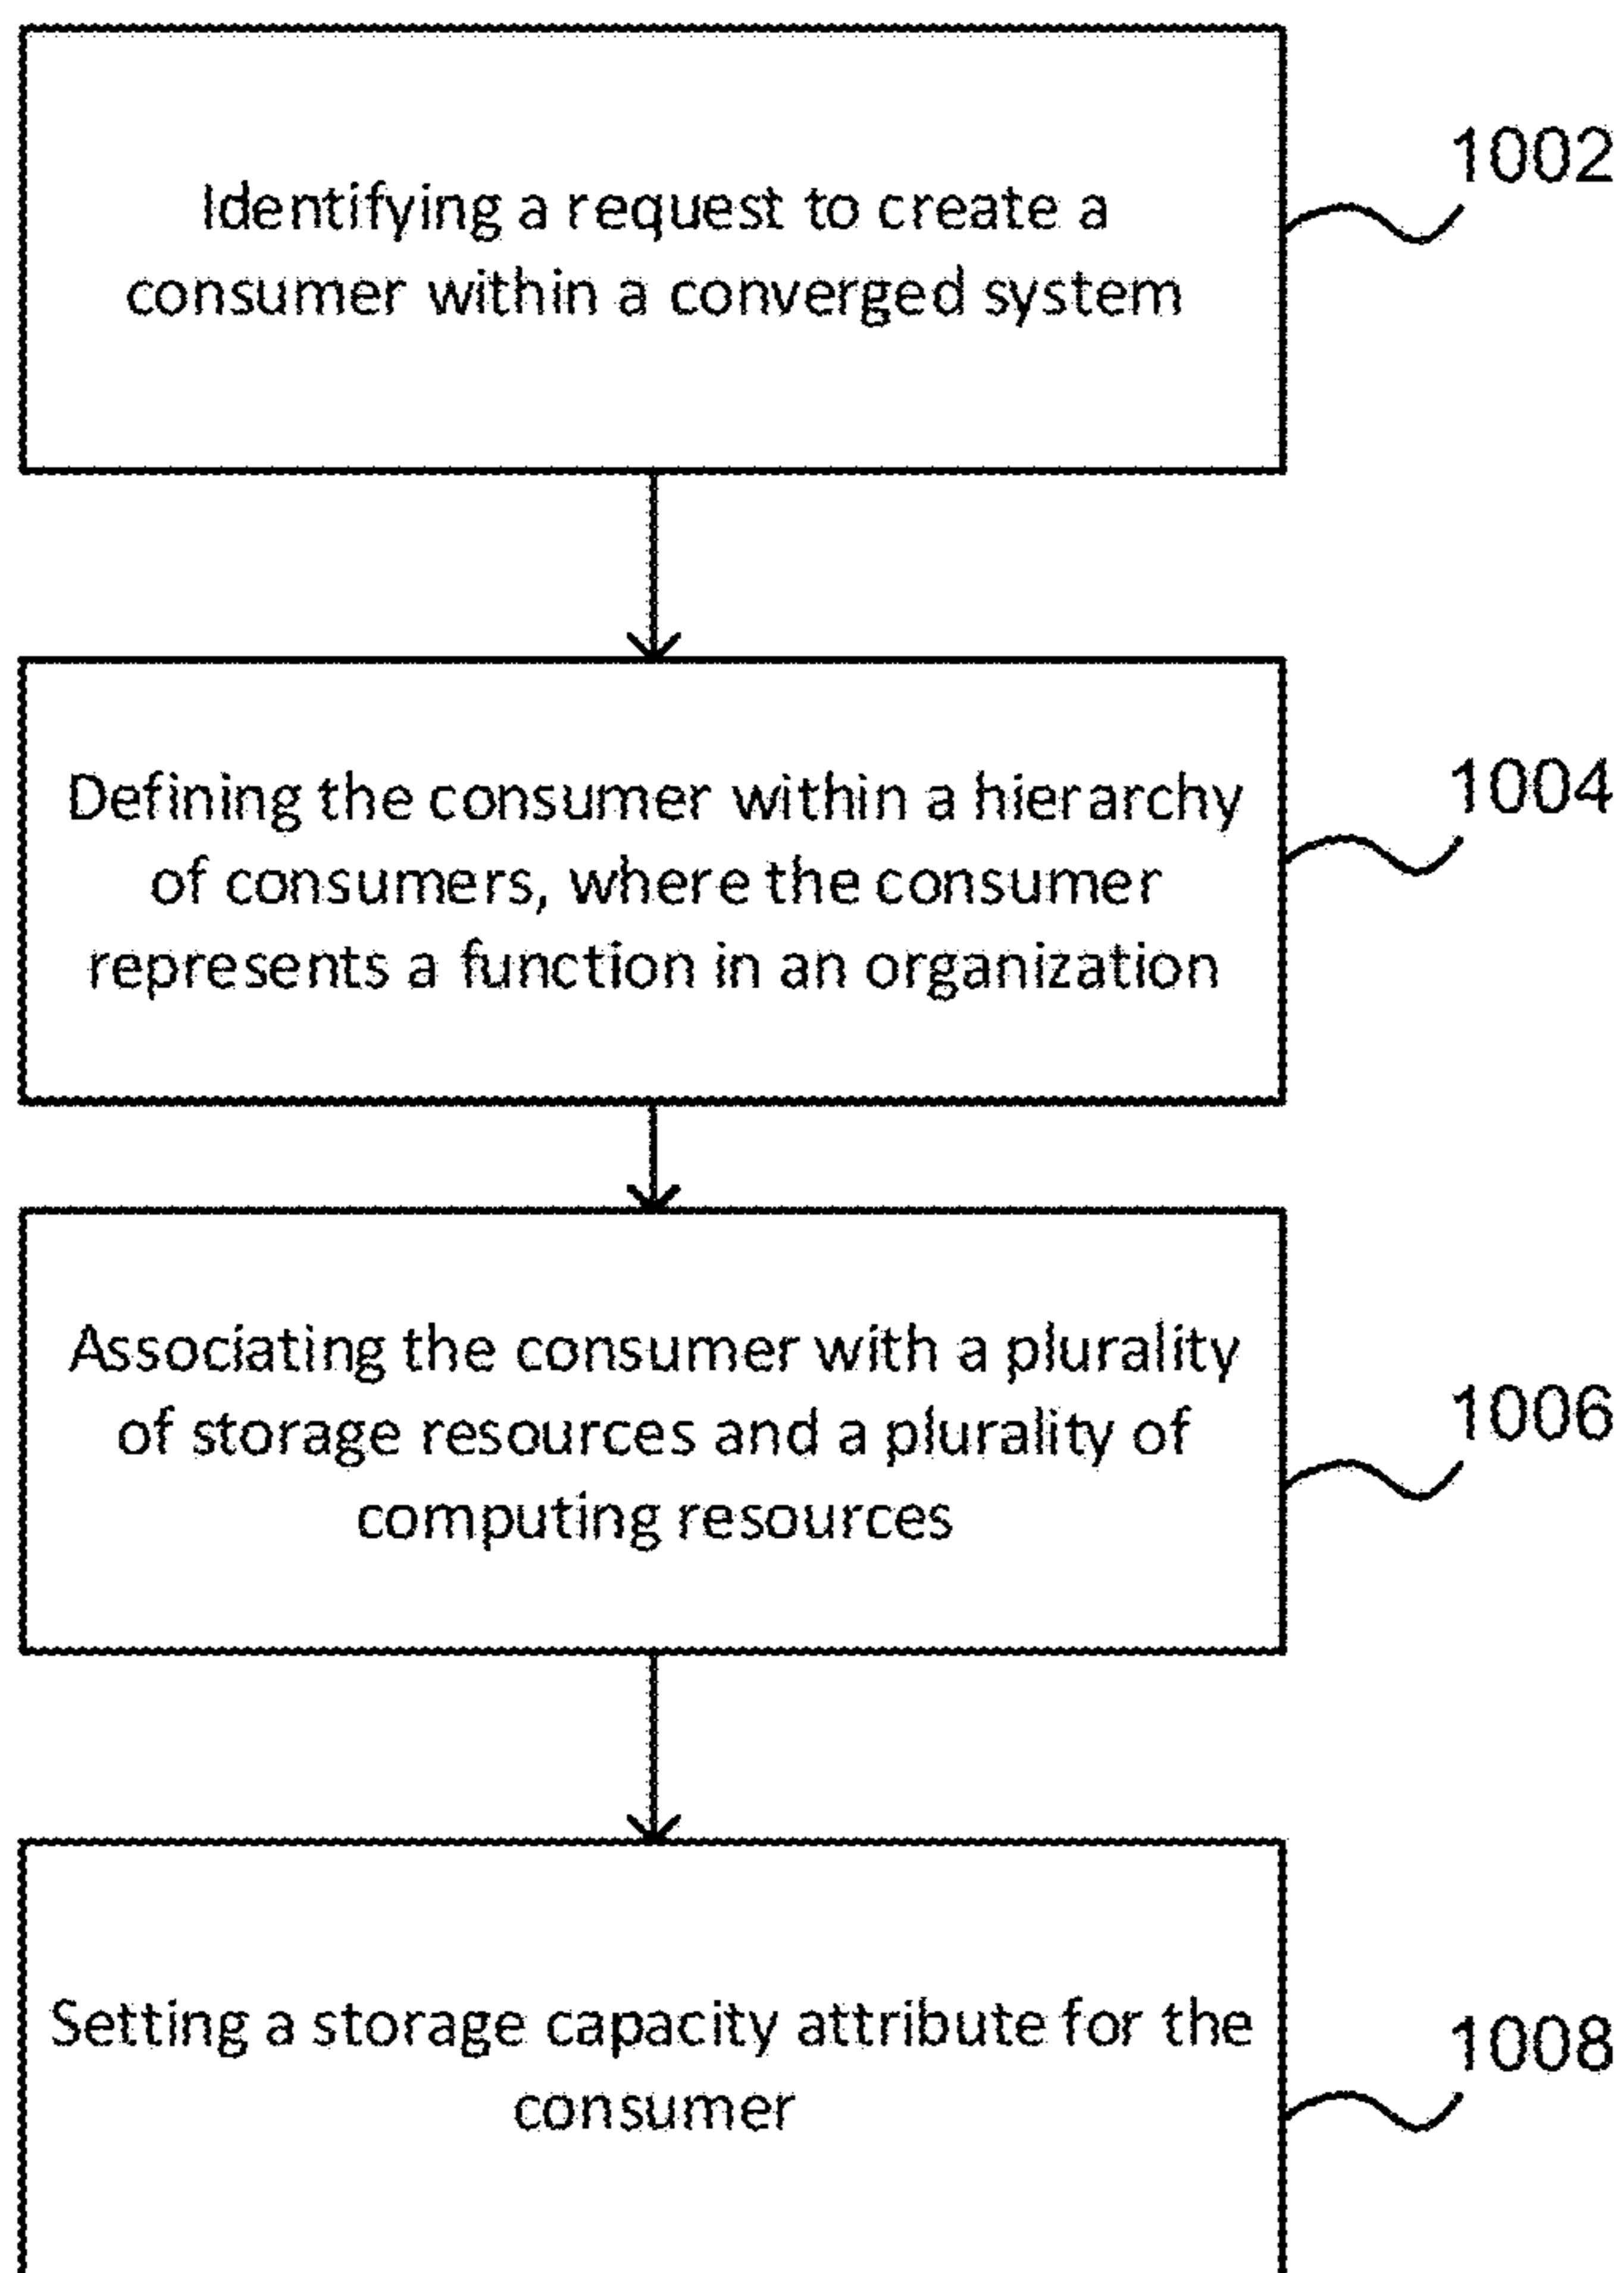 1002
Identifying a request to create a
consumer within a converged system
1004
Defining the consumer within a hierarchy
of consumers, where the consumer
represents a function in an organization
1006
Associating the consumer with a plurality
of storage resources and a plurality of
computing resources
1008
Setting a storage capacity attribute for the
consumer